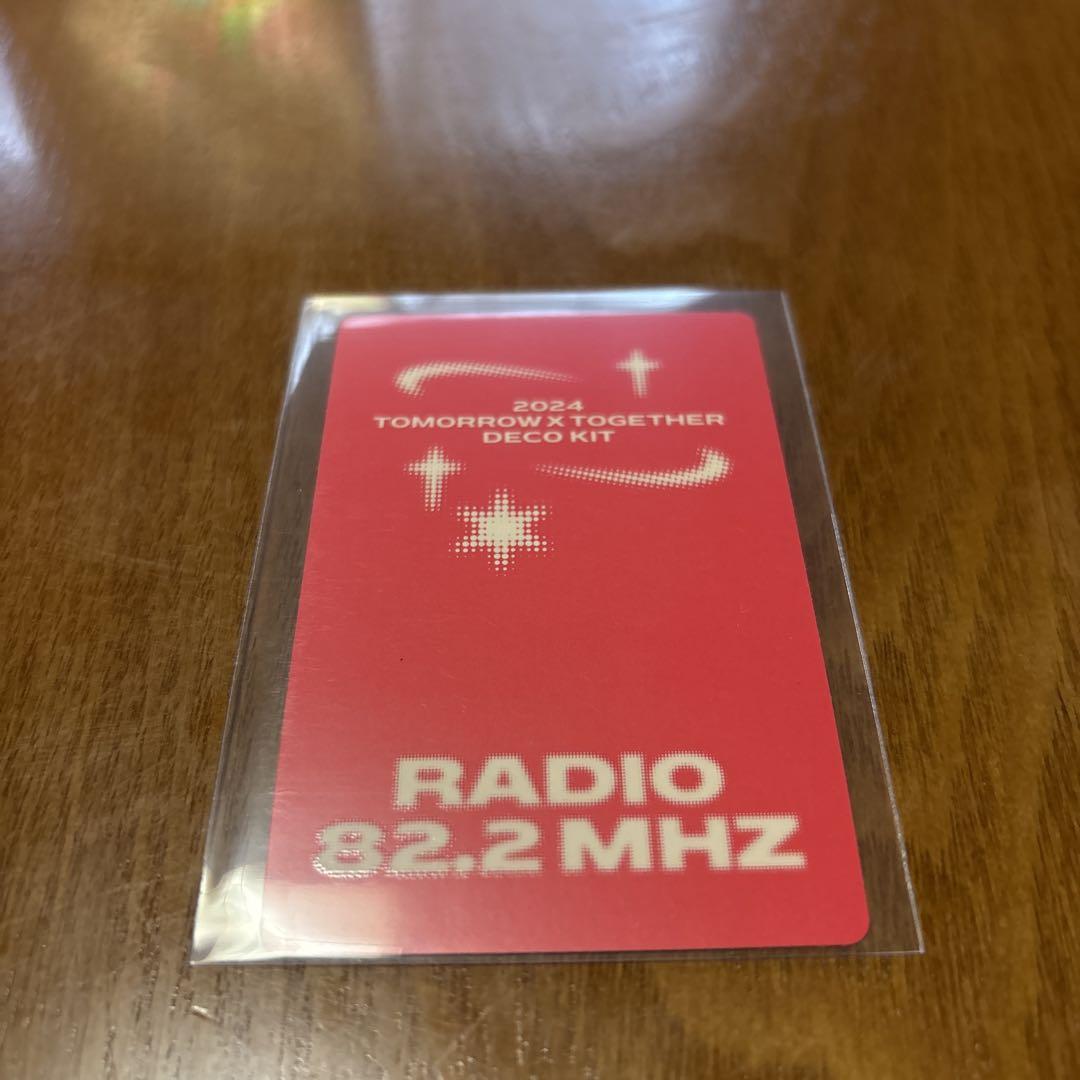 2024
TOMORROW X TOGETHER
DECO KIT
RADIO
82.2 MHZ